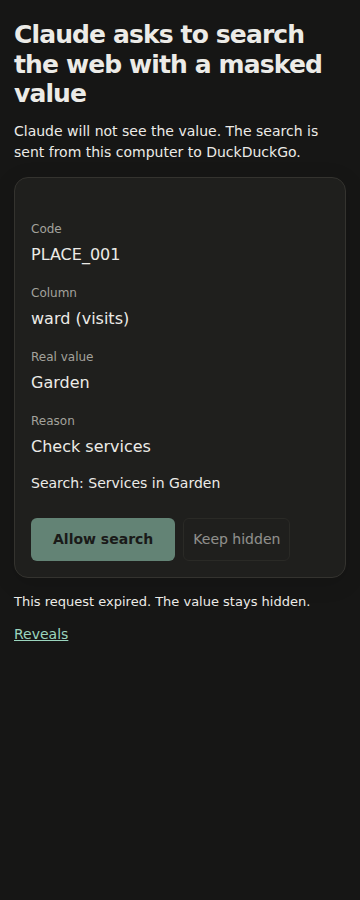 Claude asks to search
the web with a masked
value
Claude will not see the value. The search is
sent from this computer to DuckDuckGo.
Code
PLACE_001
Column
ward (visits)
Real value
Garden
Reason
Check services
Search: Services in Garden
Allow search
Keep hidden
This request expired. The value stays hidden.
Reveals